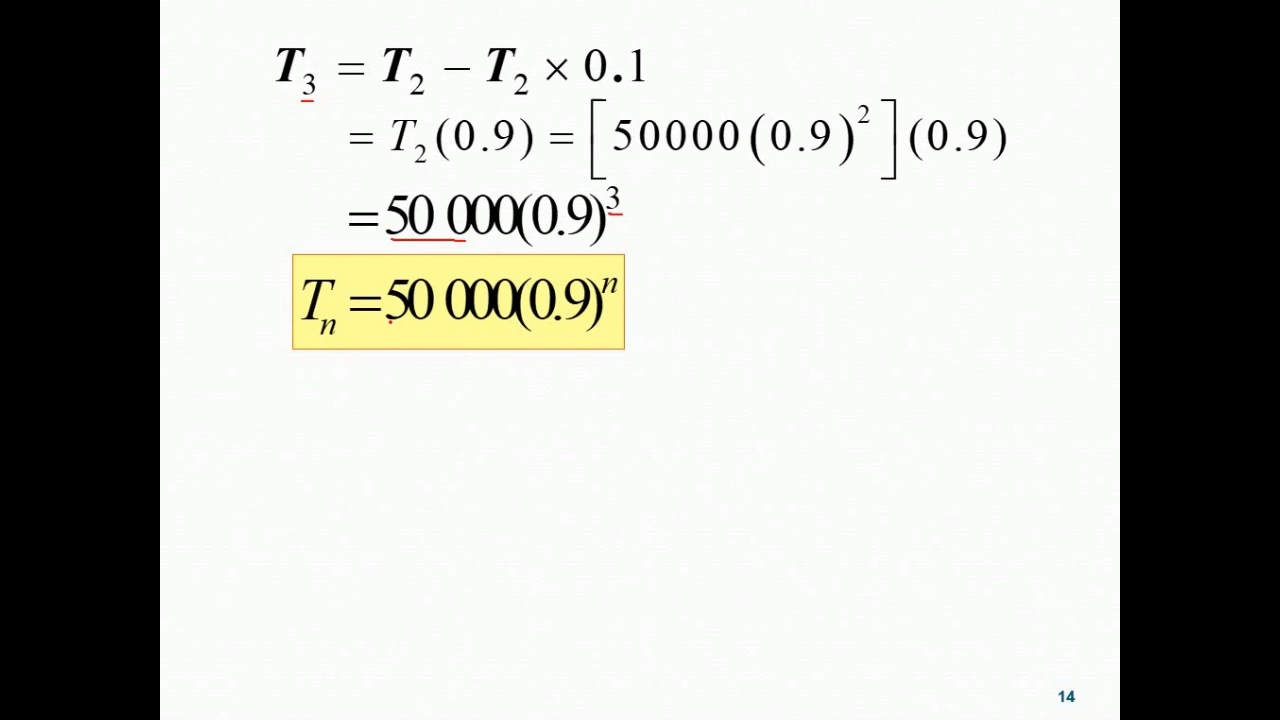 T₃ = T₂ − T₂ × 0.1
= T₂(0.9) = [50000(0.9)²](0.9)
= 50 000(0.9)³
Tₙ = 50 000(0.9)ⁿ
14